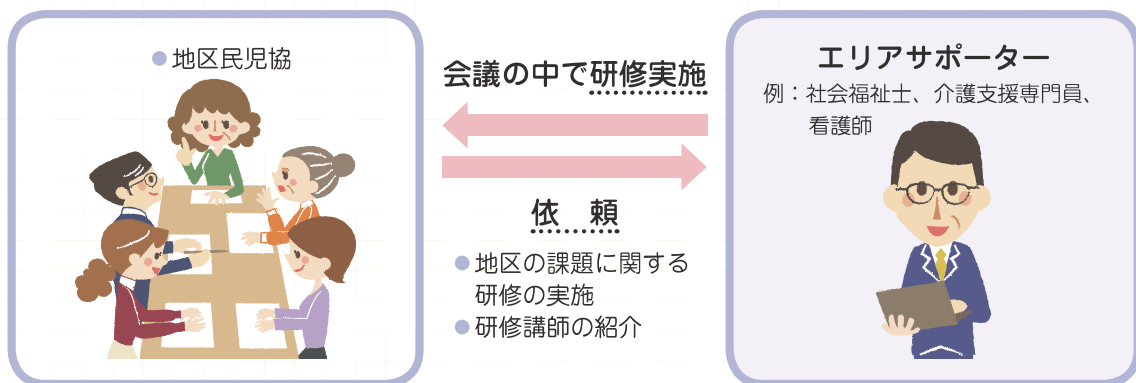 ●地区民児協
会議の中で研修実施
依　頼
●地区の課題に関する
研修の実施
●研修講師の紹介
エリアサポーター
例：社会福祉士、介護支援専門員、
看護師